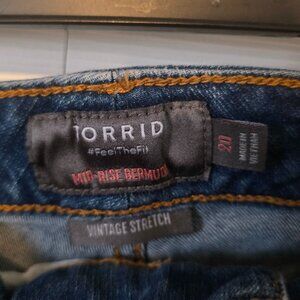 TORRID
#FeelTheFit
MID-RISE BERMUDA
20
MADE IN
VIETNAM
VINTAGE STRETCH